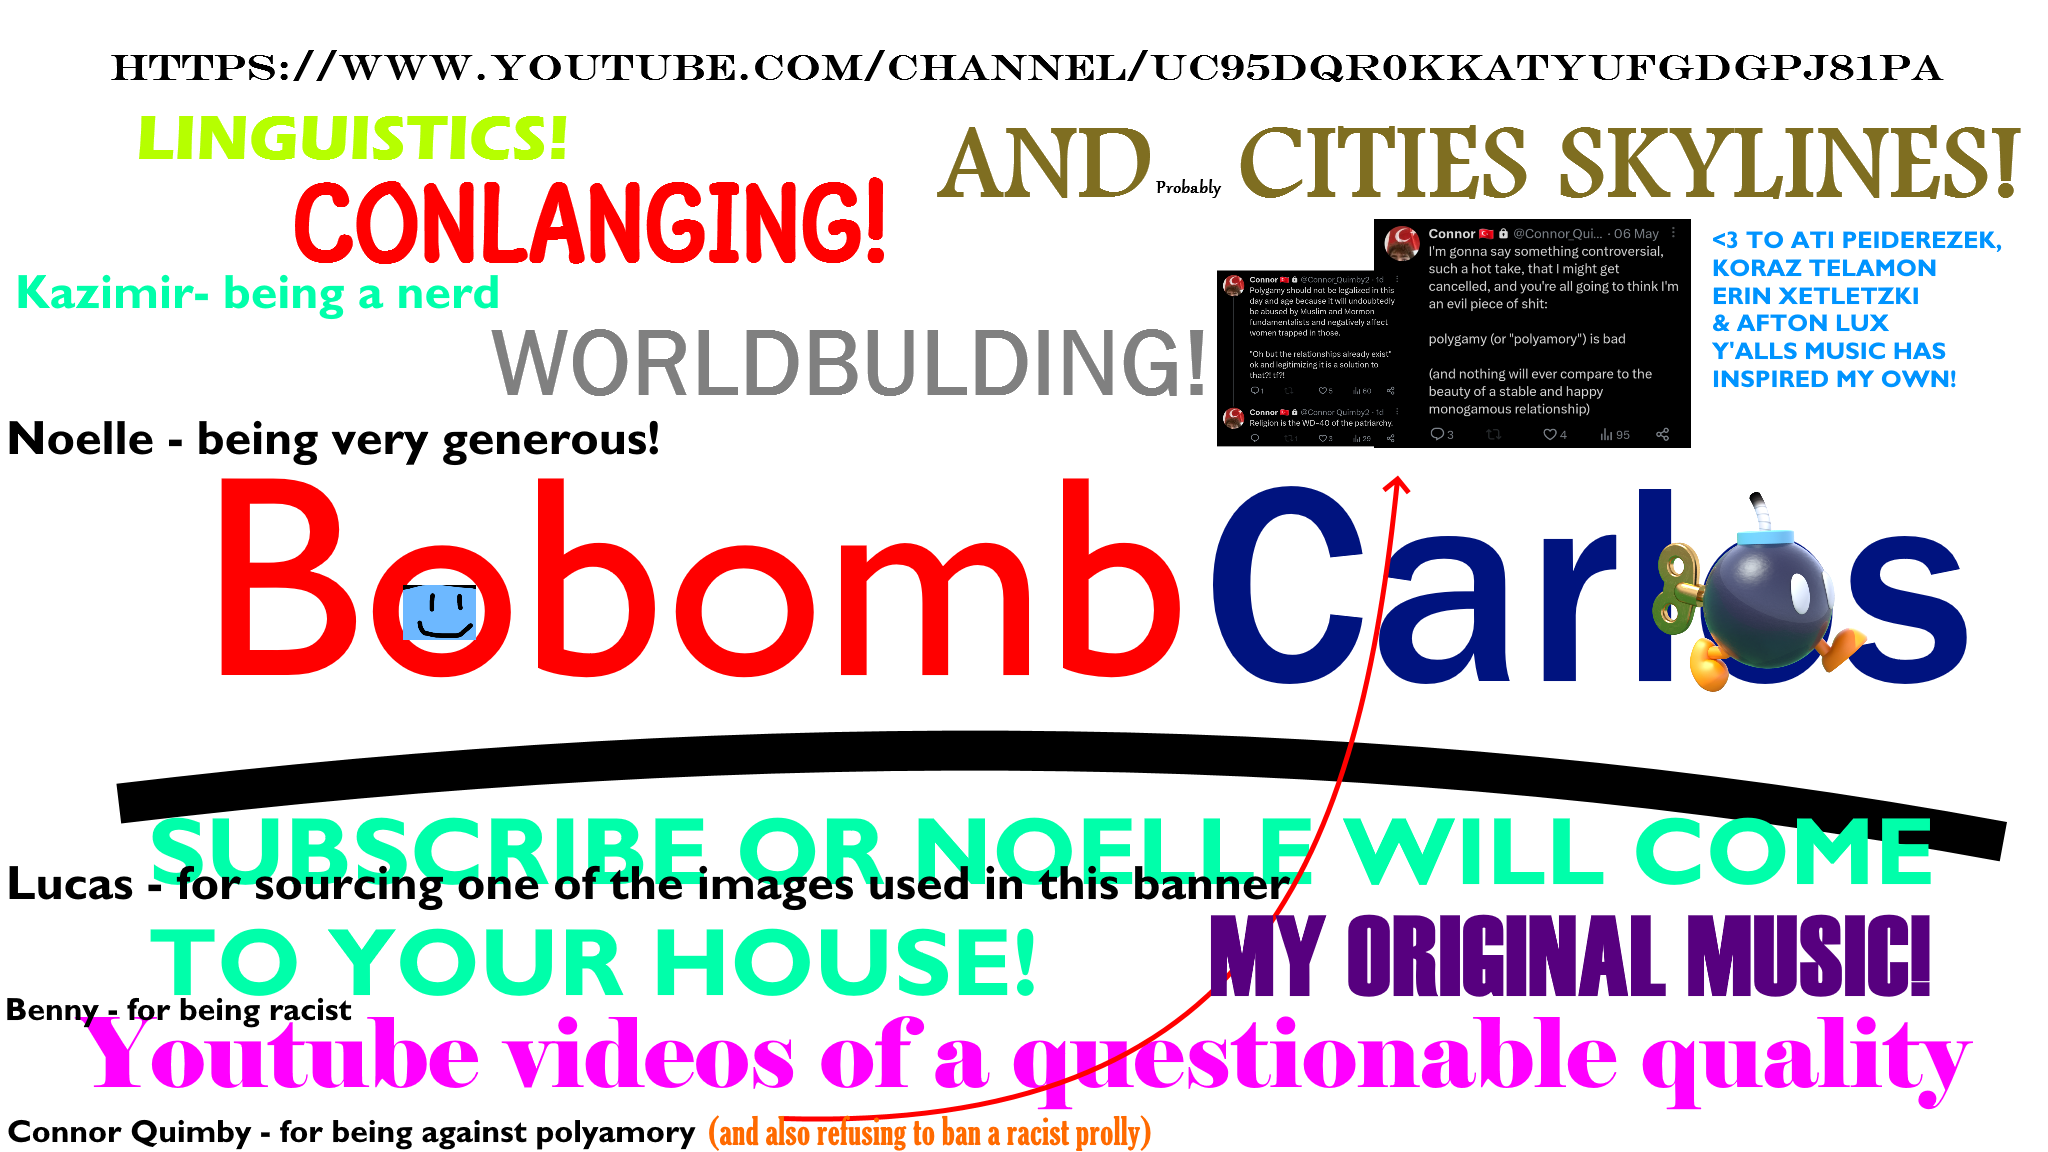 HTTPS://WWW.YOUTUBE.COM/CHANNEL/UC95DQR0KKATYUFGDGPJ81PA
LINGUISTICS!
AND Probably CITIES SKYLINES!
CONLANGING!
Kazimir- being a nerd
WORLDBULDING!
Connor 🇹🇷 🔒 @Connor_Quimby2 · 1d
Polygamy should not be legalized in this
day and age because it will undoubtedly
be abused by Muslim and Mormon
fundamentalists and negatively affect
women trapped in those.
"Oh but the relationships already exist"
ok and legitimizing it is a solution to
that?! tf?!
1 6 60
Connor 🇹🇷 🔒 @Connor_Quimby2 · 1d
Religion is the WD-40 of the patriarchy.
1 3 29
Connor 🇹🇷 🔒 @Connor_Qui... · 06 May
I'm gonna say something controversial,
such a hot take, that I might get
cancelled, and you're all going to think I'm
an evil piece of shit:
polygamy (or "polyamory") is bad
(and nothing will ever compare to the
beauty of a stable and happy
monogamous relationship)
3 4 95
<3 TO ATI PEIDEREZEK,
KORAZ TELAMON
ERIN XETLETZKI
& AFTON LUX
Y'ALLS MUSIC HAS
INSPIRED MY OWN!
Noelle - being very generous!
BobombCarlos
SUBSCRIBE OR NOELLE WILL COME
Lucas - for sourcing one of the images used in this banner
TO YOUR HOUSE!
MY ORIGINAL MUSIC!
Benny - for being racist
Youtube videos of a questionable quality
Connor Quimby - for being against polyamory (and also refusing to ban a racist prolly)